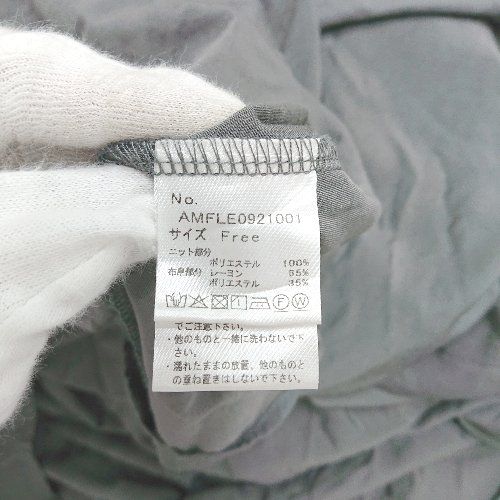 No.
AMFLE0921001
サイズ Free
ニット部分
ポリエステル 100%
布帛部分 レーヨン 65%
ポリエステル 35%
F W
でご注意下さい。
・他のものと一緒に洗わないで下
さい。
・濡れたままの放置、他のものと
の重ね置きはしないで下さい。